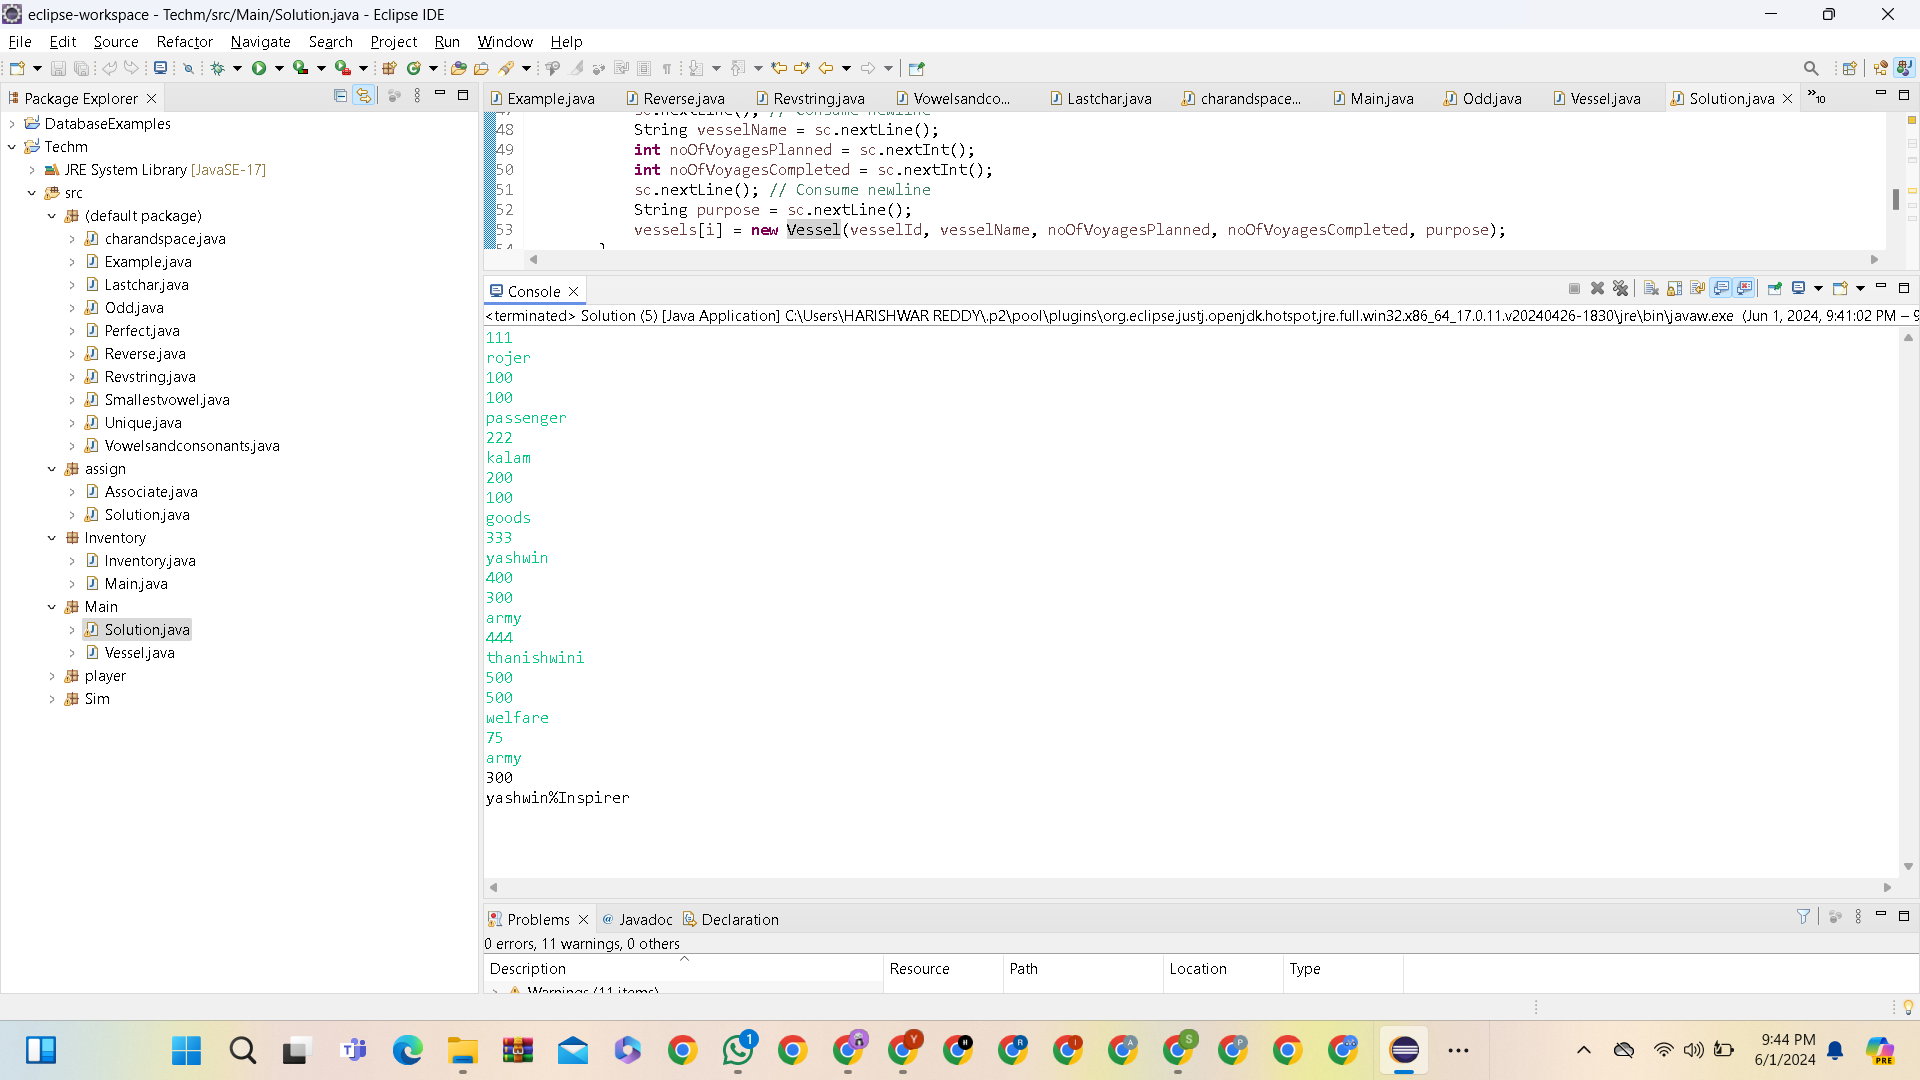 eclipse-workspace - Techm/src/Main/Solution.java - Eclipse IDE
File Edit Source Refactor Navigate Search Project Run Window Help
Package Explorer
DatabaseExamples
Techm
JRE System Library [JavaSE-17]
src
(default package)
charandspace.java
Example.java
Lastchar.java
Odd.java
Perfect.java
Reverse.java
Revstring.java
Smallestvowel.java
Unique.java
Vowelsandconsonants.java
assign
Associate.java
Solution.java
Inventory
Inventory.java
Main.java
Main
Solution.java
Vessel.java
player
Sim
Example.java Reverse.java Revstring.java Vowelsandco... Lastchar.java charandspace... Main.java Odd.java Vessel.java Solution.java »10
47 sc.nextLine(); // Consume newline
48 String vesselName = sc.nextLine();
49 int noOfVoyagesPlanned = sc.nextInt();
50 int noOfVoyagesCompleted = sc.nextInt();
51 sc.nextLine(); // Consume newline
52 String purpose = sc.nextLine();
53 vessels[i] = new Vessel(vesselId, vesselName, noOfVoyagesPlanned, noOfVoyagesCompleted, purpose);
54 }
Console
<terminated> Solution (5) [Java Application] C:\Users\HARISHWAR REDDY\.p2\pool\plugins\org.eclipse.justj.openjdk.hotspot.jre.full.win32.x86_64_17.0.11.v20240426-1830\jre\bin\javaw.exe (Jun 1, 2024, 9:41:02 PM – 9
111
rojer
100
100
passenger
222
kalam
200
100
goods
333
yashwin
400
300
army
444
thanishwini
500
500
welfare
75
army
300
yashwin%Inspirer
Problems Javadoc Declaration
0 errors, 11 warnings, 0 others
Description Resource Path Location Type
Warnings (11 items)
9:44 PM
6/1/2024